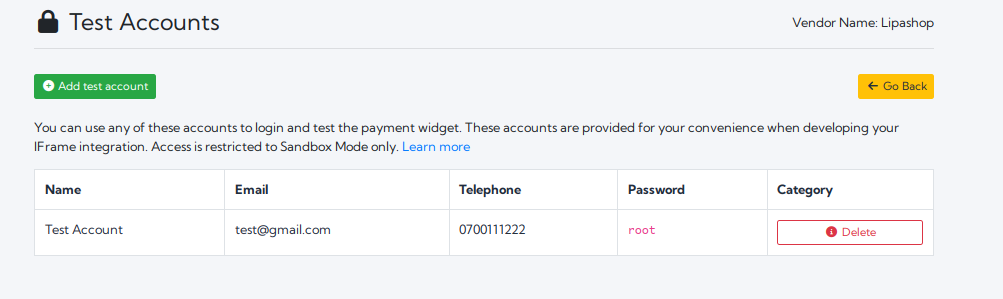 Test Accounts
Vendor Name: Lipashop
Add test account
Go Back
You can use any of these accounts to login and test the payment widget. These accounts are provided for your convenience when developing your
IFrame integration. Access is restricted to Sandbox Mode only. Learn more
Name Email Telephone Password Category
Test Account test@gmail.com 0700111222 root Delete